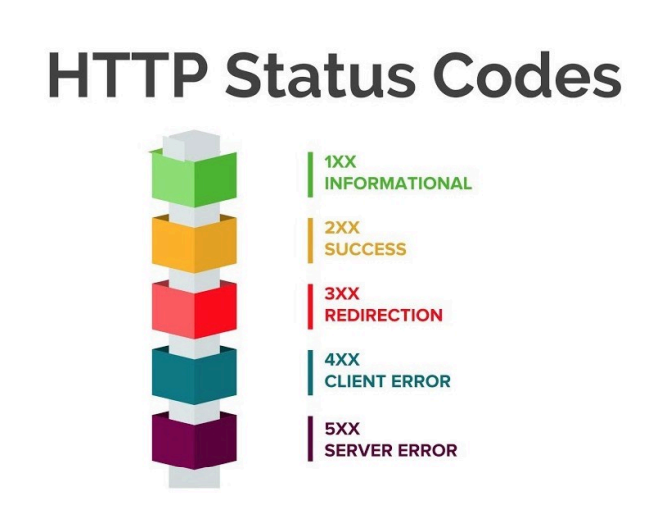 HTTP Status Codes
1XX
INFORMATIONAL
2XX
SUCCESS
3XX
REDIRECTION
4XX
CLIENT ERROR
5XX
SERVER ERROR